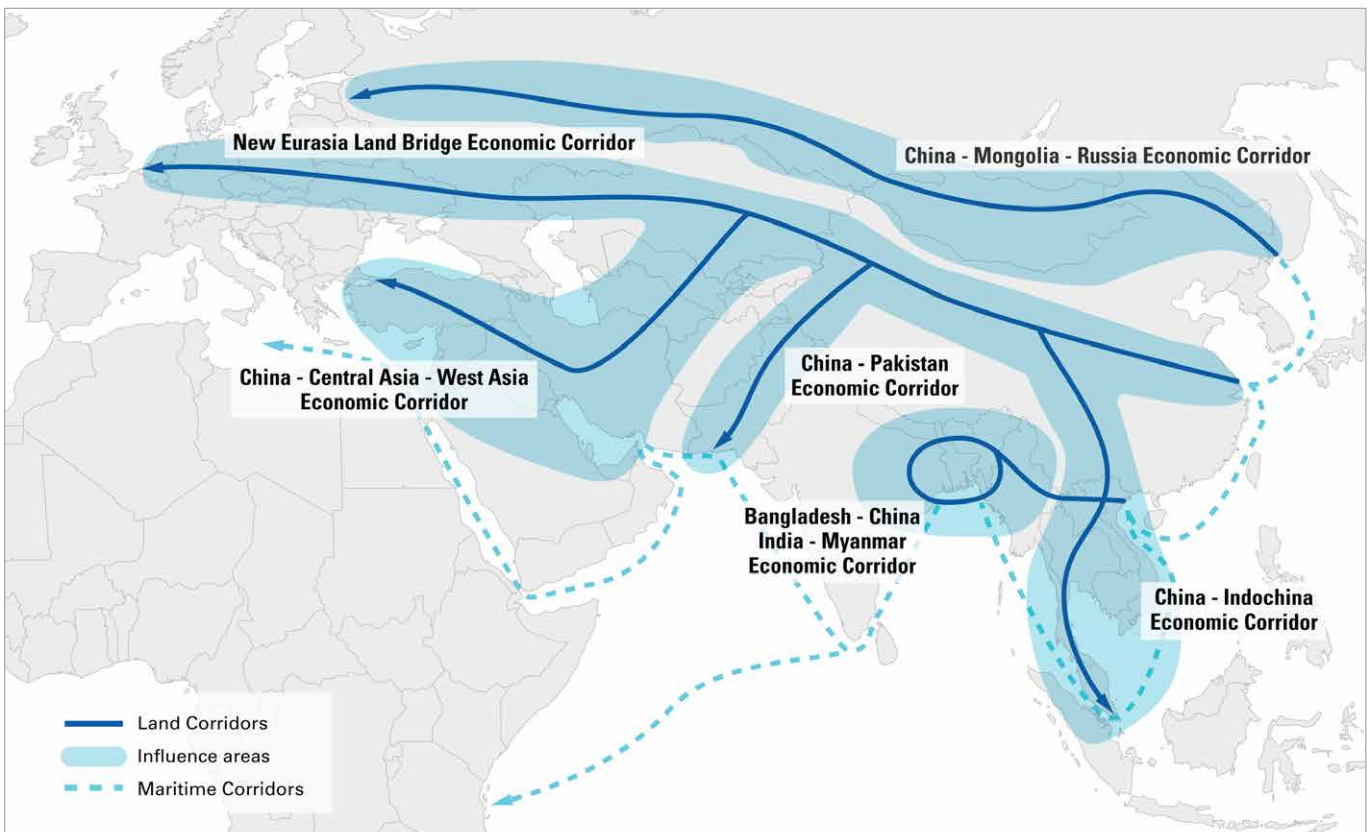 New Eurasia Land Bridge Economic Corridor
China - Mongolia - Russia Economic Corridor
China - Central Asia - West Asia
Economic Corridor
China - Pakistan
Economic Corridor
Bangladesh - China
India - Myanmar
Economic Corridor
China - Indochina
Economic Corridor
Land Corridors
Influence areas
Maritime Corridors